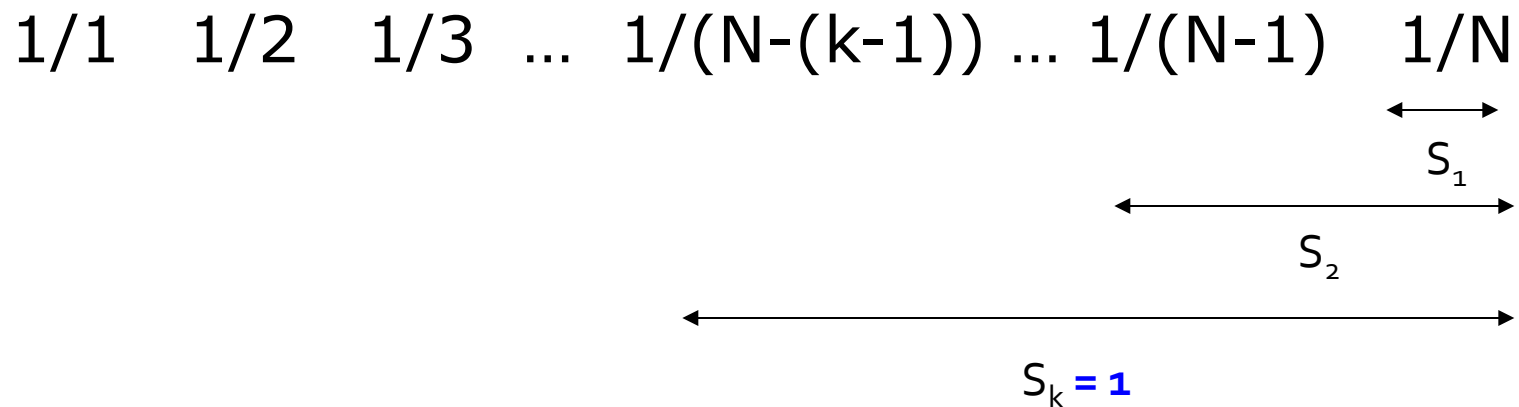 1/1 1/2 1/3 … 1/(N-(k-1)) … 1/(N-1) 1/N
S₁
S₂
Sₖ = 1